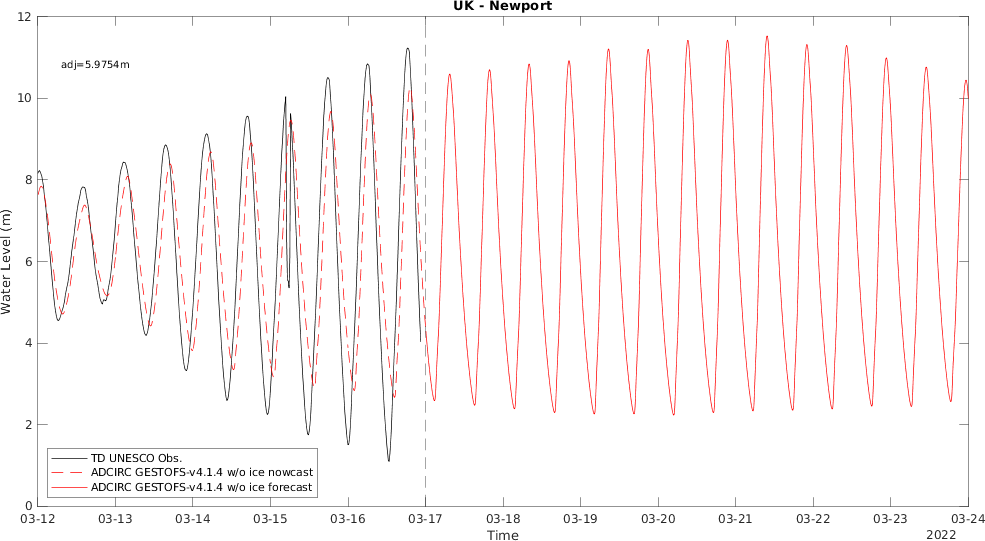 UK - Newport
adj=5.9754m
Water Level (m)
12
10
8
6
4
2
0
TD UNESCO Obs.
ADCIRC GESTOFS-v4.1.4 w/o ice nowcast
ADCIRC GESTOFS-v4.1.4 w/o ice forecast
03-12 03-13 03-14 03-15 03-16 03-17 03-18 03-19 03-20 03-21 03-22 03-23 03-24
Time
2022